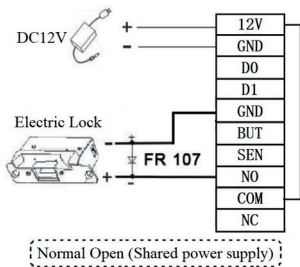 DC12V
+
-
Electric Lock
-
+
+
-
FR 107
12V
GND
D0
D1
GND
BUT
SEN
NO
COM
NC
Normal Open (Shared power supply)